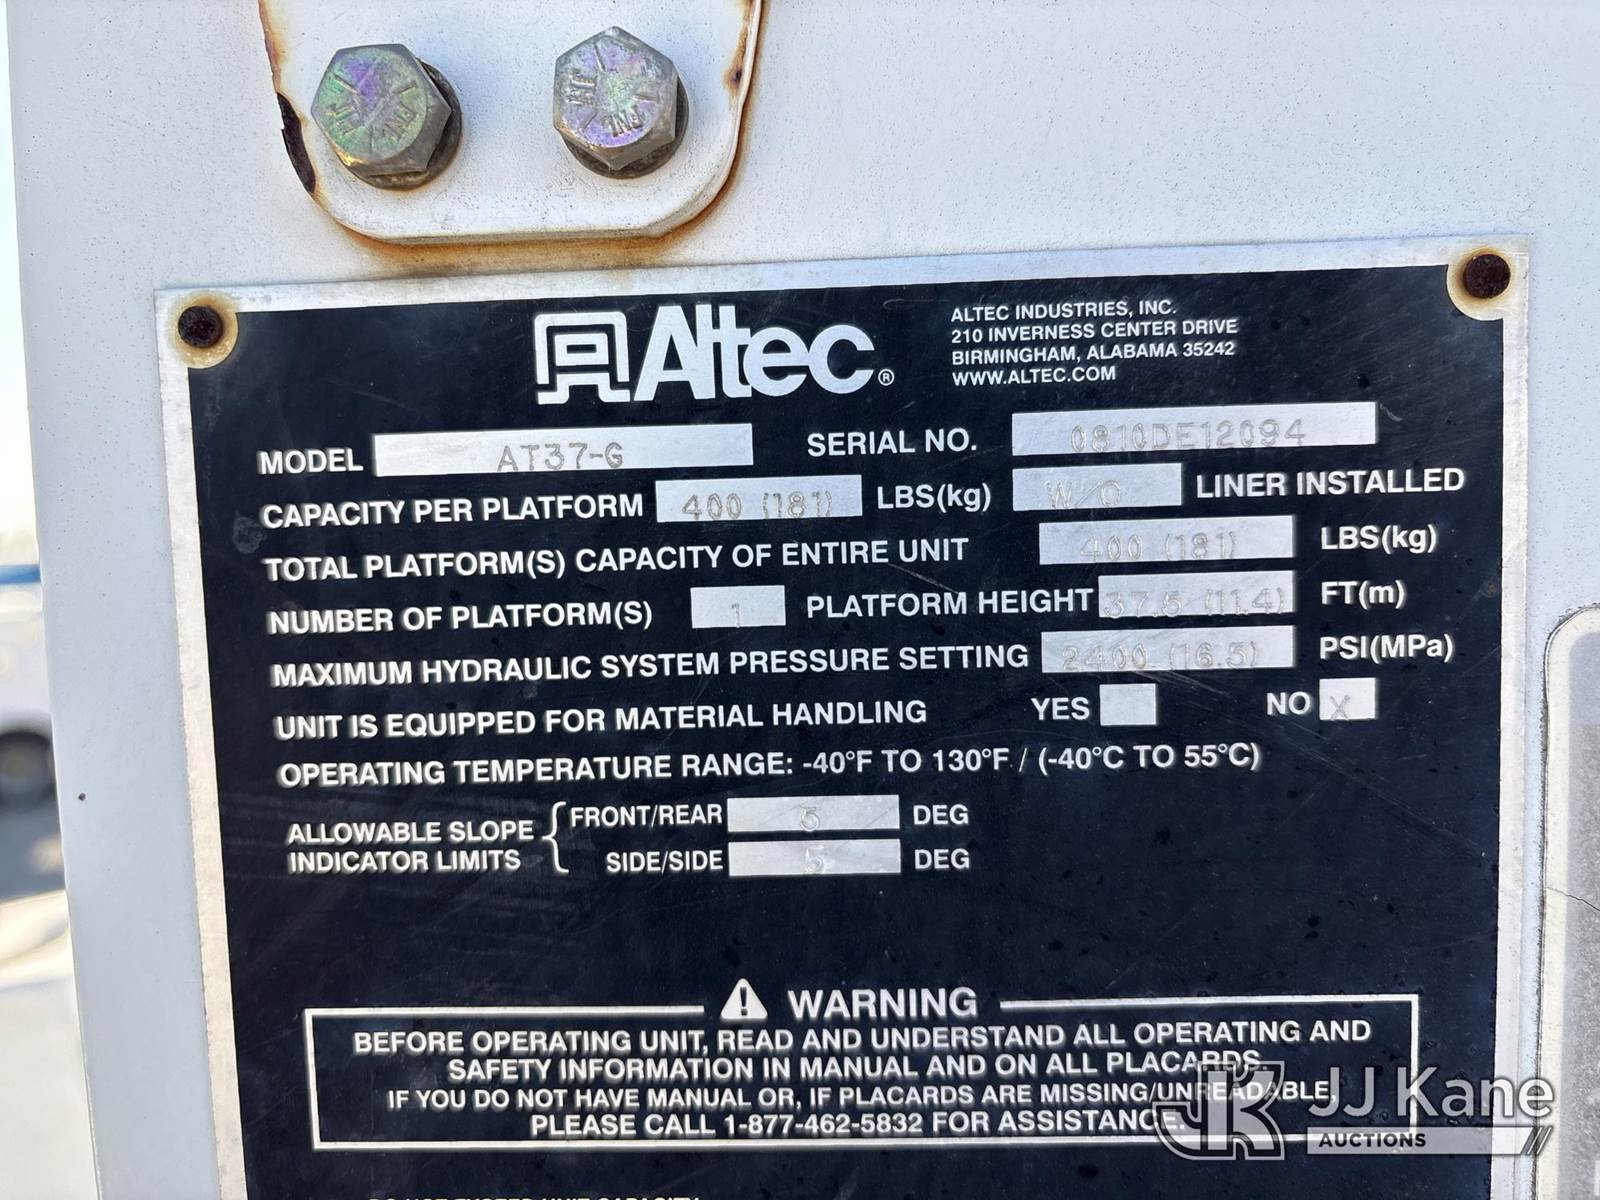 Altec®
ALTEC INDUSTRIES, INC.
210 INVERNESS CENTER DRIVE
BIRMINGHAM, ALABAMA 35242
WWW.ALTEC.COM
MODEL AT37-G SERIAL NO. 0810DE12094
CAPACITY PER PLATFORM 400 (181) LBS(kg) W/O LINER INSTALLED
TOTAL PLATFORM(S) CAPACITY OF ENTIRE UNIT 400 (181) LBS(kg)
NUMBER OF PLATFORM(S) 1 PLATFORM HEIGHT 37.5 (11.4) FT(m)
MAXIMUM HYDRAULIC SYSTEM PRESSURE SETTING 2400 (16.5) PSI(MPa)
UNIT IS EQUIPPED FOR MATERIAL HANDLING YES NO X
OPERATING TEMPERATURE RANGE: -40°F TO 130°F / (-40°C TO 55°C)
ALLOWABLE SLOPE INDICATOR LIMITS
FRONT/REAR 5 DEG
SIDE/SIDE 5 DEG
WARNING
BEFORE OPERATING UNIT, READ AND UNDERSTAND ALL OPERATING AND
SAFETY INFORMATION IN MANUAL AND ON ALL PLACARDS.
IF YOU DO NOT HAVE MANUAL OR, IF PLACARDS ARE MISSING/UNREADABLE,
PLEASE CALL 1-877-462-5832 FOR ASSISTANCE.
JJ Kane
AUCTIONS